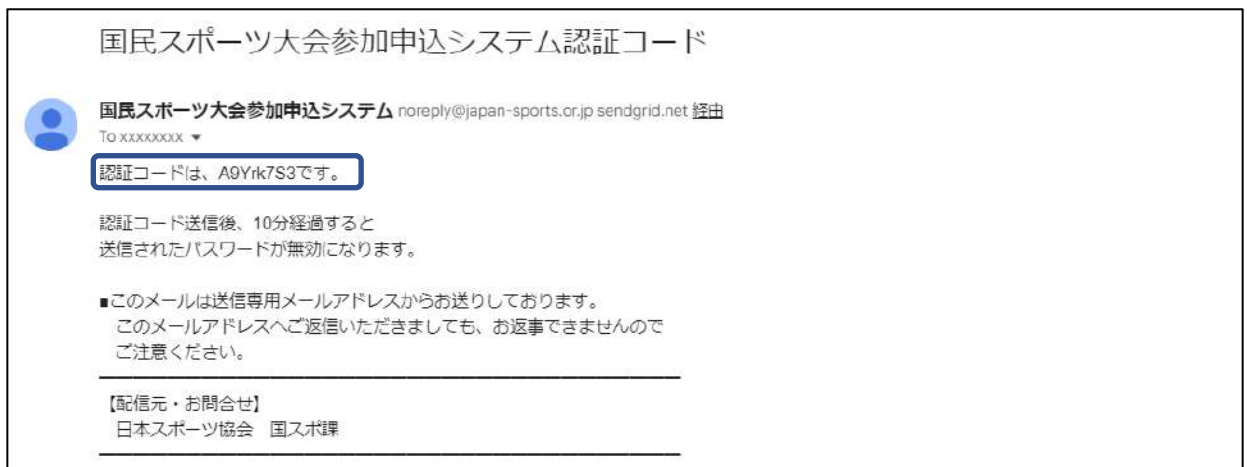 国民スポーツ大会参加申込システム認証コード
国民スポーツ大会参加申込システム noreply@japan-sports.or.jp sendgrid.net 経由
To xxxxxxxx ▼
認証コードは、A9Yrk7S3です。
認証コード送信後、10分経過すると
送信されたパスワードが無効になります。
■このメールは送信専用メールアドレスからお送りしております。
このメールアドレスへご返信いただきましても、お返事できませんので
ご注意ください。
【配信元・お問合せ】
日本スポーツ協会 国スポ課